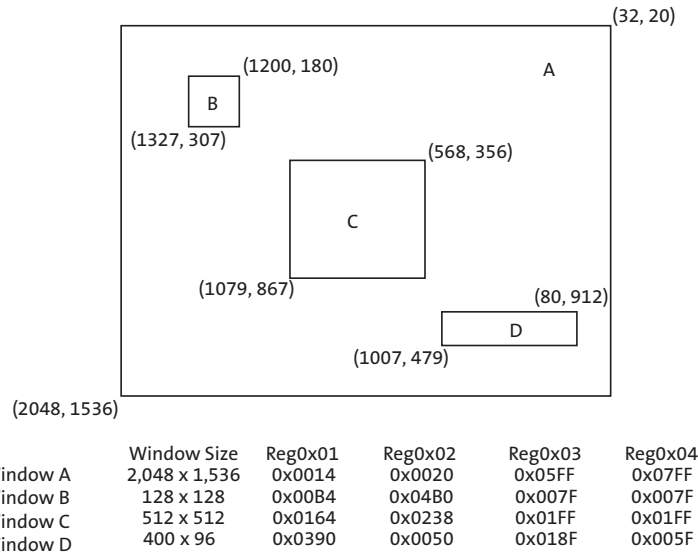 (32, 20)
(1200, 180)
A
B
(1327, 307)
(568, 356)
C
(1079, 867)
(80, 912)
D
(1007, 479)
(2048, 1536)
Window Size Reg0x01 Reg0x02 Reg0x03 Reg0x04
indow A 2,048 x 1,536 0x0014 0x0020 0x05FF 0x07FF
indow B 128 x 128 0x00B4 0x04B0 0x007F 0x007F
indow C 512 x 512 0x0164 0x0238 0x01FF 0x01FF
indow D 400 x 96 0x0390 0x0050 0x018F 0x005F